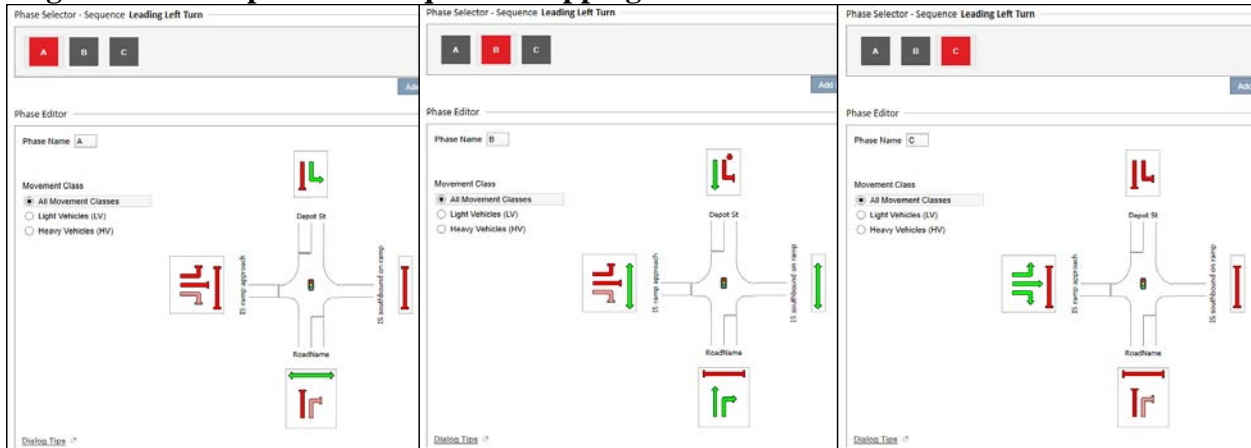 Phase Selector - Sequence Leading Left Turn
A B C
Phase Editor
Phase Name A
Movement Class
All Movement Classes
Light Vehicles (LV)
Heavy Vehicles (HV)
Depot St
I5 ramp approach
I5 southbound on ramp
RoadName
Dialog Tips
Phase Selector - Sequence Leading Left Turn
A B C
Add
Phase Editor
Phase Name B
Movement Class
All Movement Classes
Light Vehicles (LV)
Heavy Vehicles (HV)
Depot St
I5 ramp approach
I5 southbound on ramp
RoadName
Dialog Tips
Phase Selector - Sequence Leading Left Turn
A B C
Phase Editor
Phase Name C
Movement Class
All Movement Classes
Light Vehicles (LV)
Heavy Vehicles (HV)
Depot St
I5 ramp approach
I5 southbound on ramp
RoadName
Dialog Tips